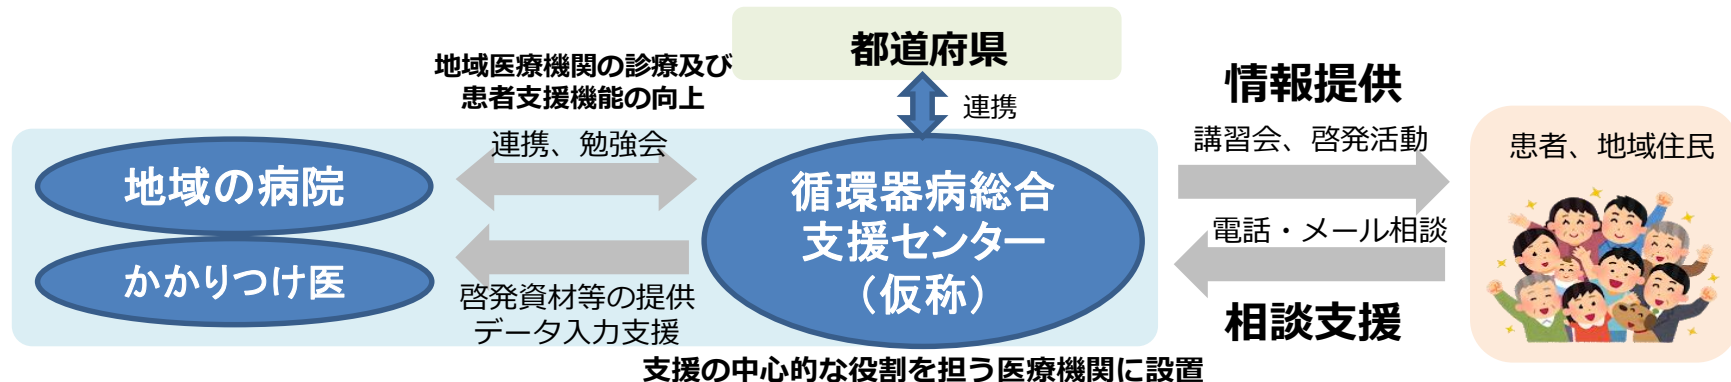 都道府県
連携
地域医療機関の診療及び
患者支援機能の向上
連携、勉強会
地域の病院
かかりつけ医
啓発資材等の提供
データ入力支援
循環器病総合
支援センター
（仮称）
支援の中心的な役割を担う医療機関に設置
情報提供
講習会、啓発活動
電話・メール相談
相談支援
患者、地域住民